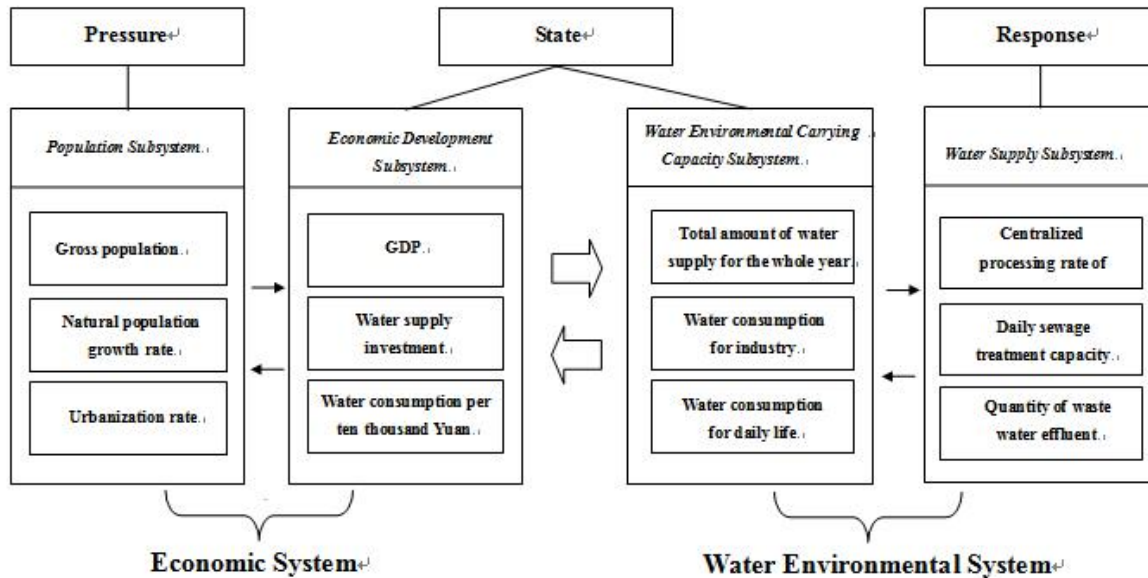 Pressure
State
Response
Population Subsystem.
Economic Development
Subsystem.
Water Environmental Carrying
Capacity Subsystem.
Water Supply Subsystem.
Gross population.
Natural population
growth rate.
Urbanization rate.
GDP.
Water supply
investment.
Water consumption per
ten thousand Yuan.
Total amount of water
supply for the whole year.
Water consumption
for industry.
Water consumption
for daily life.
Centralized
processing rate of
Daily sewage
treatment capacity.
Quantity of waste
water effluent.
Economic System
Water Environmental System